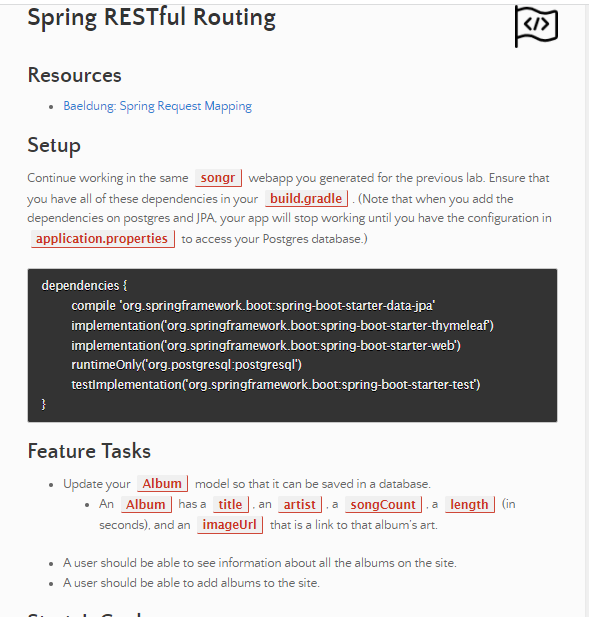 Spring RESTful Routing
</>
Resources
Baeldung: Spring Request Mapping
Setup
Continue working in the same songr webapp you generated for the previous lab. Ensure that
you have all of these dependencies in your build.gradle . (Note that when you add the
dependencies on postgres and JPA, your app will stop working until you have the configuration in
application.properties to access your Postgres database.)
dependencies {
compile 'org.springframework.boot:spring-boot-starter-data-jpa'
implementation('org.springframework.boot:spring-boot-starter-thymeleaf')
implementation('org.springframework.boot:spring-boot-starter-web')
runtimeOnly('org.postgresql:postgresql')
testImplementation('org.springframework.boot:spring-boot-starter-test')
}
Feature Tasks
Update your Album model so that it can be saved in a database.
An Album has a title , an artist , a songCount , a length (in
seconds), and an imageUrl that is a link to that album's art.
A user should be able to see information about all the albums on the site.
A user should be able to add albums to the site.